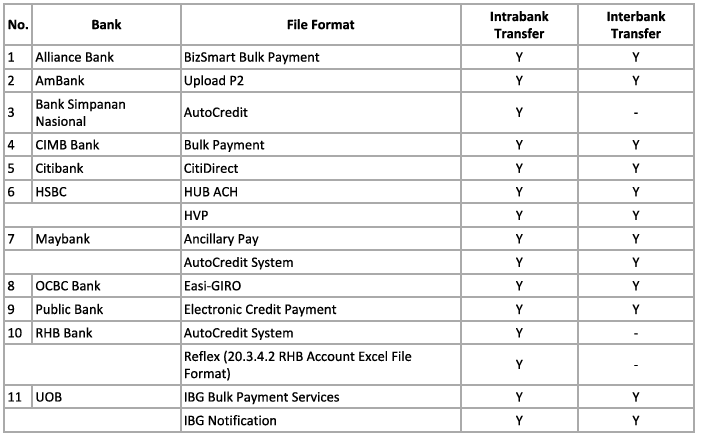 No. Bank File Format Intrabank Transfer Interbank Transfer
1 Alliance Bank BizSmart Bulk Payment Y Y
2 AmBank Upload P2 Y Y
3 Bank Simpanan Nasional AutoCredit Y -
4 CIMB Bank Bulk Payment Y Y
5 Citibank CitiDirect Y Y
6 HSBC HUB ACH Y Y
HVP Y Y
7 Maybank Ancillary Pay Y Y
AutoCredit System Y Y
8 OCBC Bank Easi-GIRO Y Y
9 Public Bank Electronic Credit Payment Y Y
10 RHB Bank AutoCredit System Y -
Reflex (20.3.4.2 RHB Account Excel File Format) Y -
11 UOB IBG Bulk Payment Services Y Y
IBG Notification Y Y